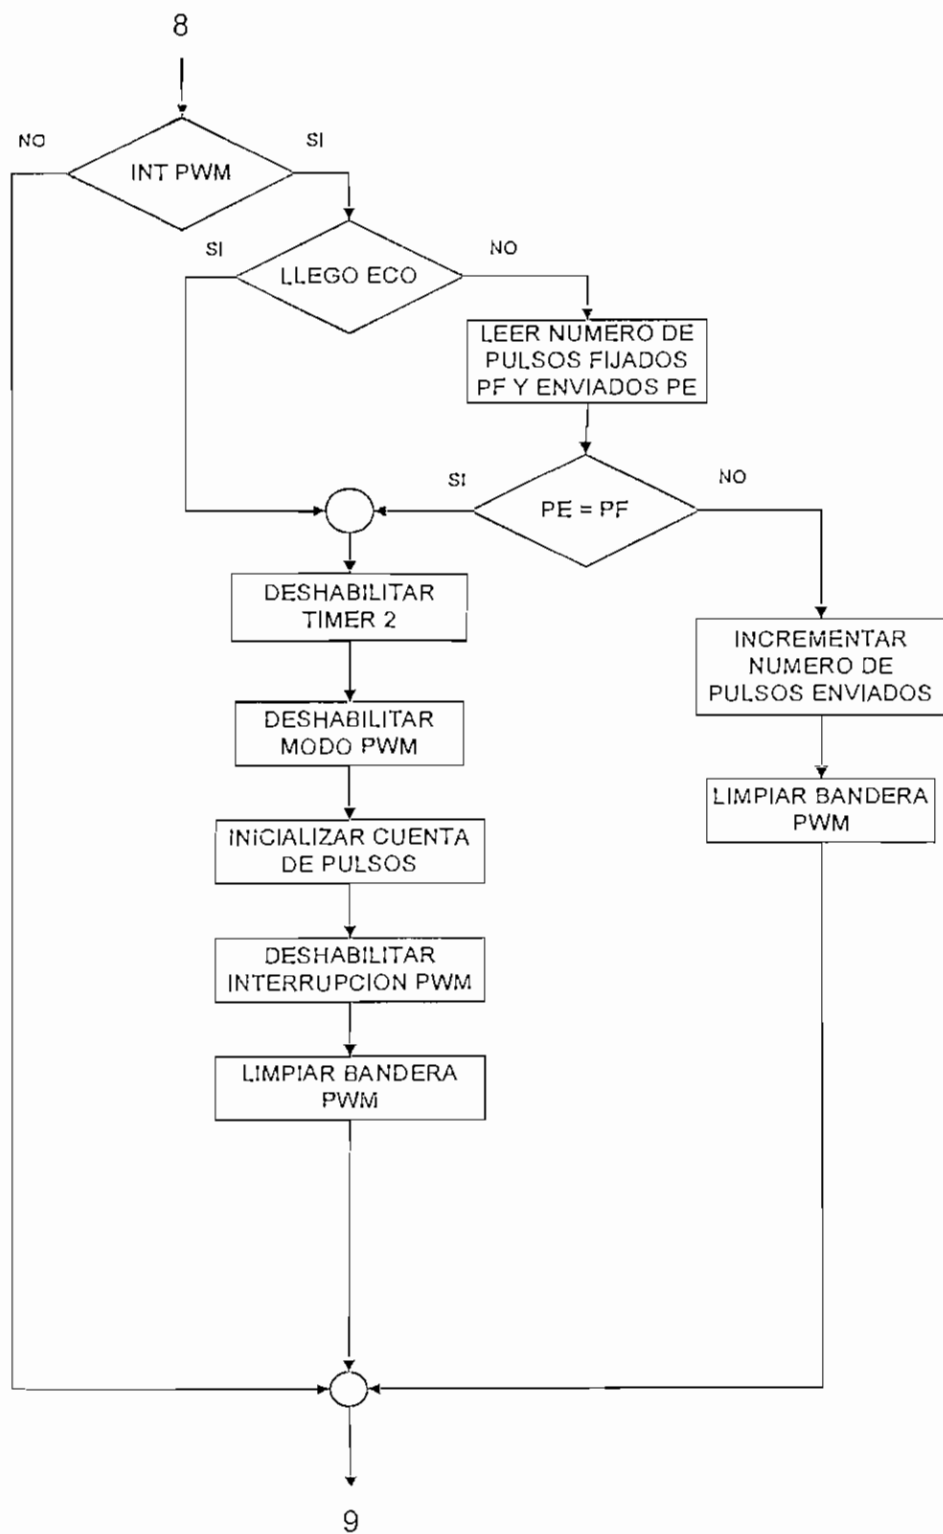 8
NO
SI
INT PWM
SI
NO
LLEGO ECO
LEER NUMERO DE
PULSOS FIJADOS
PF Y ENVIADOS PE
SI
NO
PE = PF
DESHABILITAR
TIMER 2
INCREMENTAR
NUMERO DE
PULSOS ENVIADOS
DESHABILITAR
MODO PWM
LIMPIAR BANDERA
PWM
INICIALIZAR CUENTA
DE PULSOS
DESHABILITAR
INTERRUPCION PWM
LIMPIAR BANDERA
PWM
9